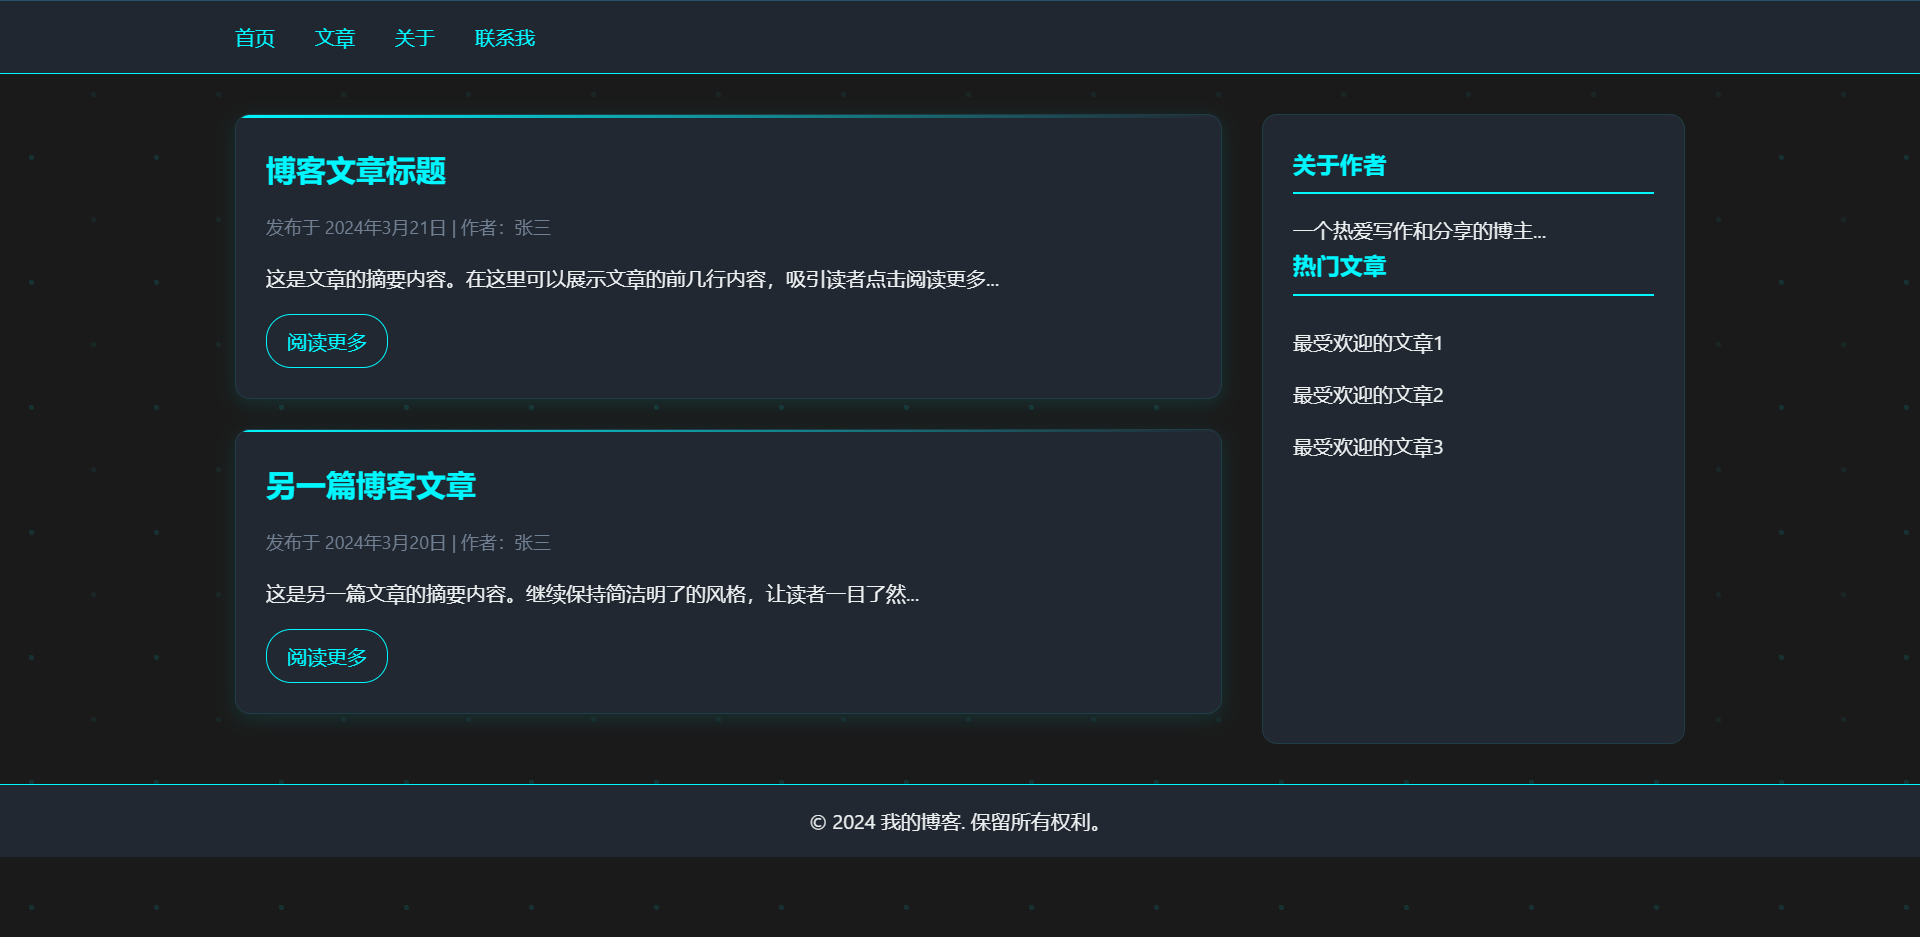 首页 文章 关于 联系我
博客文章标题
发布于 2024年3月21日 | 作者：张三
这是文章的摘要内容。在这里可以展示文章的前几行内容，吸引读者点击阅读更多...
阅读更多
另一篇博客文章
发布于 2024年3月20日 | 作者：张三
这是另一篇文章的摘要内容。继续保持简洁明了的风格，让读者一目了然...
阅读更多
关于作者
一个热爱写作和分享的博主...
热门文章
最受欢迎的文章1
最受欢迎的文章2
最受欢迎的文章3
© 2024 我的博客. 保留所有权利。